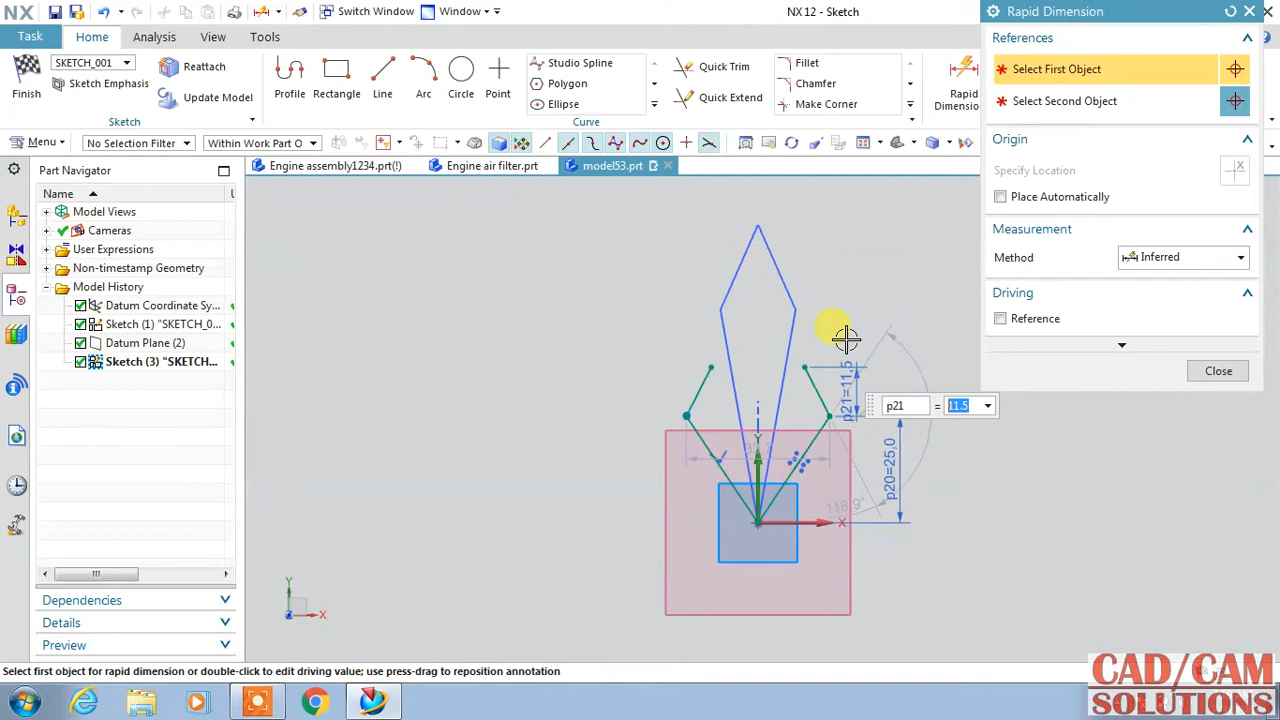 NX
Switch Window
Window
NX 12 - Sketch
Rapid Dimension
Task
Home
Analysis
View
Tools
References
SKETCH_001
Reattach
Sketch Emphasis
Update Model
Finish
Profile
Rectangle
Line
Arc
Circle
Point
Studio Spline
Polygon
Ellipse
Quick Trim
Quick Extend
Fillet
Chamfer
Make Corner
Rapid
Dimension
Sketch
Curve
Select First Object
Select Second Object
Menu
No Selection Filter
Within Work Part O
Origin
Specify Location
Place Automatically
Engine assembly1234.prt(!)
Engine air filter.prt
model53.prt
Part Navigator
Name
Model Views
Cameras
User Expressions
Non-timestamp Geometry
Model History
Datum Coordinate Sy...
Sketch (1) "SKETCH_0...
Datum Plane (2)
Sketch (3) "SKETCH...
Measurement
Method
Inferred
Driving
Reference
Close
p21=11,5
p21
=
11.5
p20=25,0
118,9°
Y
X
Y
X
Dependencies
Details
Preview
Select first object for rapid dimension or double-click to edit driving value; use press-drag to reposition annotation
CAD/CAM
SOLUTIONS